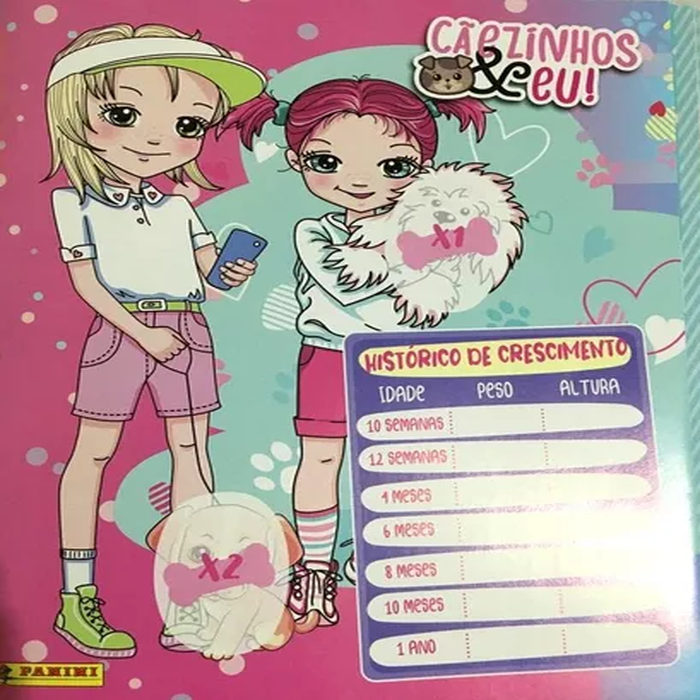 CÃEZINHOS
& EU!
X1
HISTÓRICO DE CRESCIMENTO
IDADE PESO ALTURA
10 SEMANAS
12 SEMANAS
4 MESES
6 MESES
8 MESES
10 MESES
1 ANO
X2
PANINI